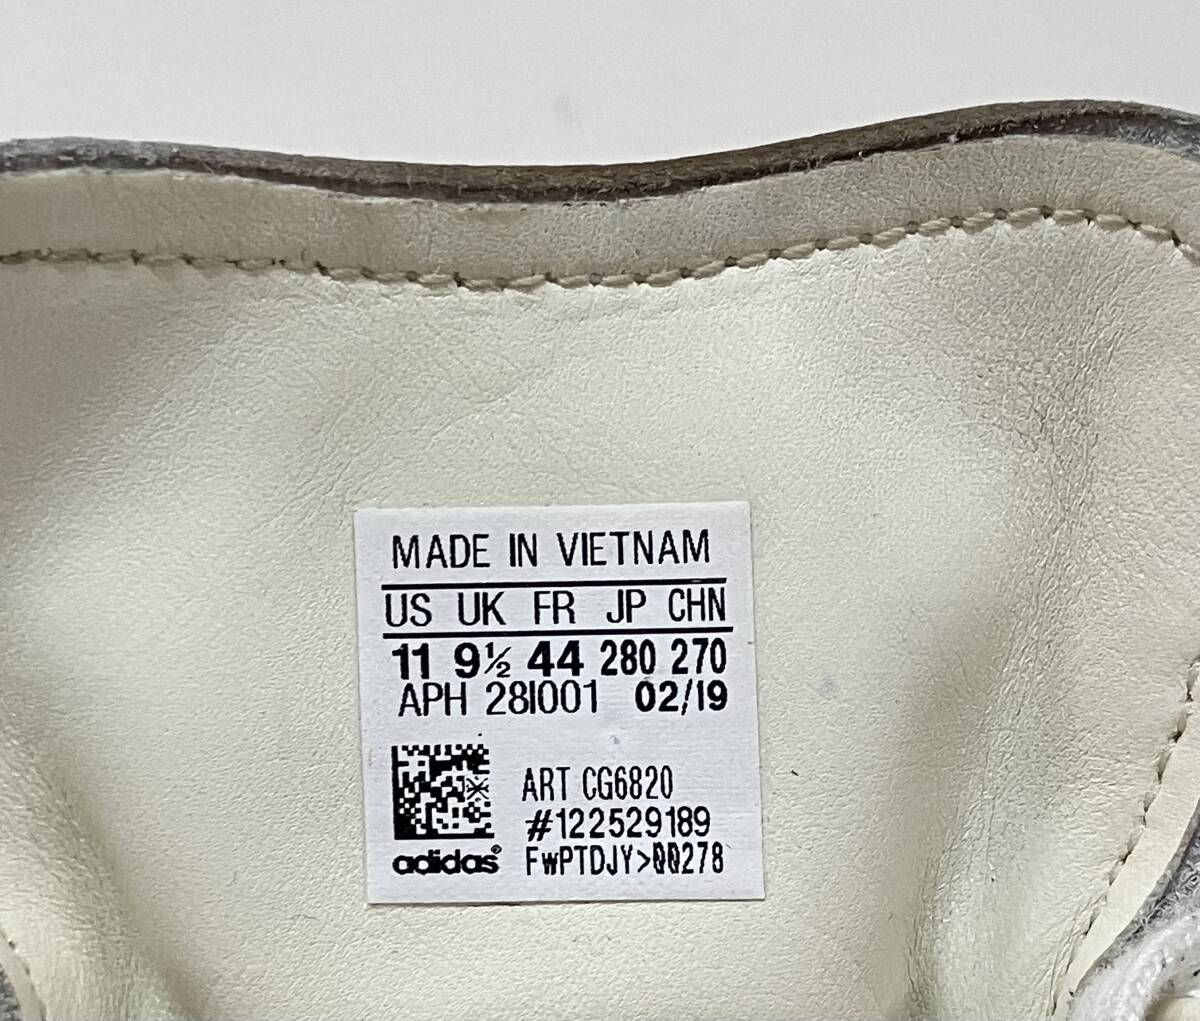 MADE IN VIETNAM
US UK FR JP CHN
11 9½ 44 280 270
APH 28I001 02/19
ART CG6820
#122529189
adidas® FwPTDJY>00278